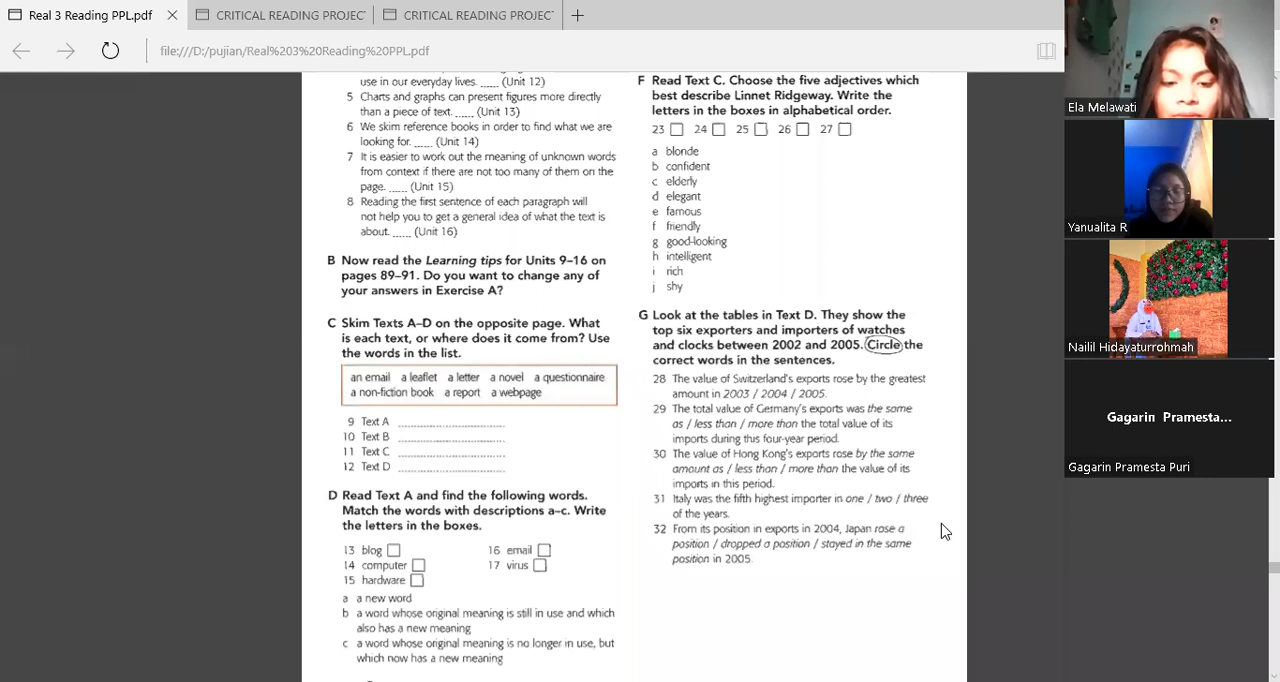 Real 3 Reading PPL.pdf
CRITICAL READING PROJECT
CRITICAL READING PROJECT
file:///D:/pujian/Real%203%20Reading%20PPL.pdf
use in our everyday lives. ..... (Unit 12)
5 Charts and graphs can present figures more directly
than a piece of text. ..... (Unit 13)
6 We skim reference books in order to find what we are
looking for. ..... (Unit 14)
7 It is easier to work out the meaning of unknown words
from context if there are not too many of them on the
page. ..... (Unit 15)
8 Reading the first sentence of each paragraph will
not help you to get a general idea of what the text is
about. ..... (Unit 16)
B Now read the Learning tips for Units 9–16 on
pages 89–91. Do you want to change any of
your answers in Exercise A?
C Skim Texts A–D on the opposite page. What
is each text, or where does it come from? Use
the words in the list.
an email a leaflet a letter a novel a questionnaire
a non-fiction book a report a webpage
9 Text A
10 Text B
11 Text C
12 Text D
D Read Text A and find the following words.
Match the words with descriptions a–c. Write
the letters in the boxes.
13 blog 16 email
14 computer 17 virus
15 hardware
a a new word
b a word whose original meaning is still in use and which
also has a new meaning
c a word whose original meaning is no longer in use, but
which now has a new meaning
F Read Text C. Choose the five adjectives which
best describe Linnet Ridgeway. Write the
letters in the boxes in alphabetical order.
23 24 25 26 27
a blonde
b confident
c elderly
d elegant
e famous
f friendly
g good-looking
h intelligent
i rich
j shy
G Look at the tables in Text D. They show the
top six exporters and importers of watches
and clocks between 2002 and 2005. Circle the
correct words in the sentences.
28 The value of Switzerland's exports rose by the greatest
amount in 2003 / 2004 / 2005.
29 The total value of Germany's exports was the same
as / less than / more than the total value of its
imports during this four-year period.
30 The value of Hong Kong's exports rose by the same
amount as / less than / more than the value of its
imports in this period.
31 Italy was the fifth highest importer in one / two / three
of the years.
32 From its position in exports in 2004, Japan rose a
position / dropped a position / stayed in the same
position in 2005.
Ela Melawati
Yanualita R
Nailil Hidayaturrohmah
Gagarin Pramesta...
Gagarin Pramesta Puri